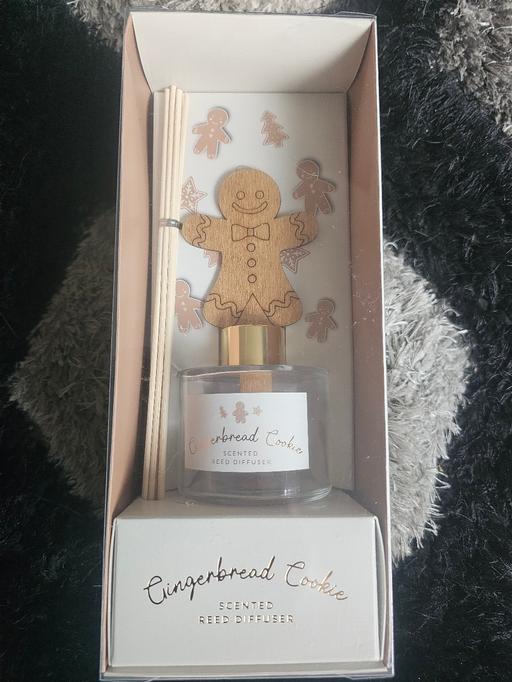 Gingerbread Cookie
SCENTED
REED DIFFUSER
Gingerbread Cookie
SCENTED
REED DIFFUSER